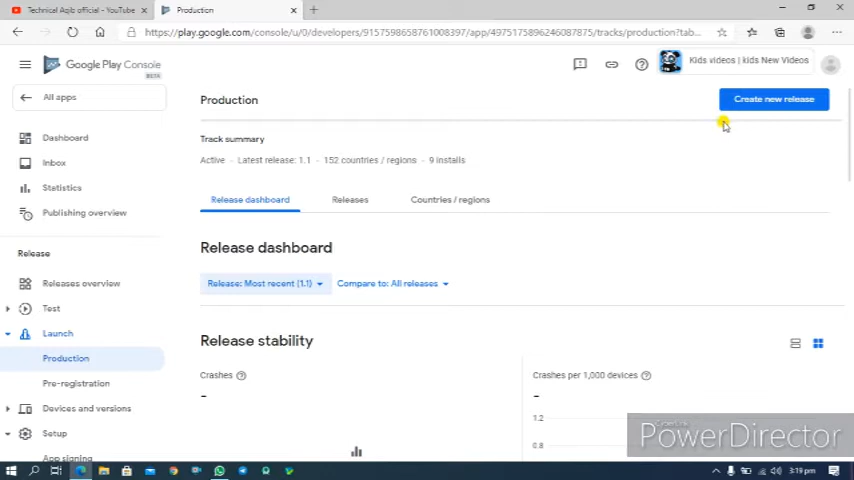 Technical Aqib official - YouTube
Production
https://play.google.com/console/u/0/developers/9157598658761008397/app/4975175896246087875/tracks/production?tab...
Google Play Console
BETA
Kids videos | kids New Videos
All apps
Production
Create new release
Dashboard
Track summary
Inbox
Active - Latest release: 1.1 - 152 countries / regions - 9 installs
Statistics
Release dashboard
Releases
Countries / regions
Publishing overview
Release
Release dashboard
Releases overview
Release: Most recent (1.1)
Compare to: All releases
Test
Launch
Release stability
Production
Crashes
Crashes per 1,000 devices
Pre-registration
-
-
Devices and versions
1.2
Setup
CyberLink
PowerDirector
0.8
App signing
3:19 pm